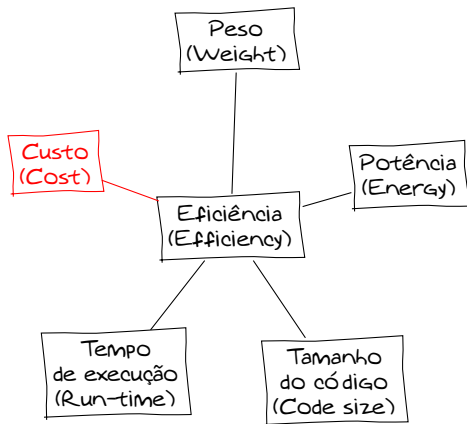 Peso
(Weight)
Custo
(Cost)
Potência
(Energy)
Eficiência
(Efficiency)
Tempo
de execução
(Run-time)
Tamanho
do código
(Code size)